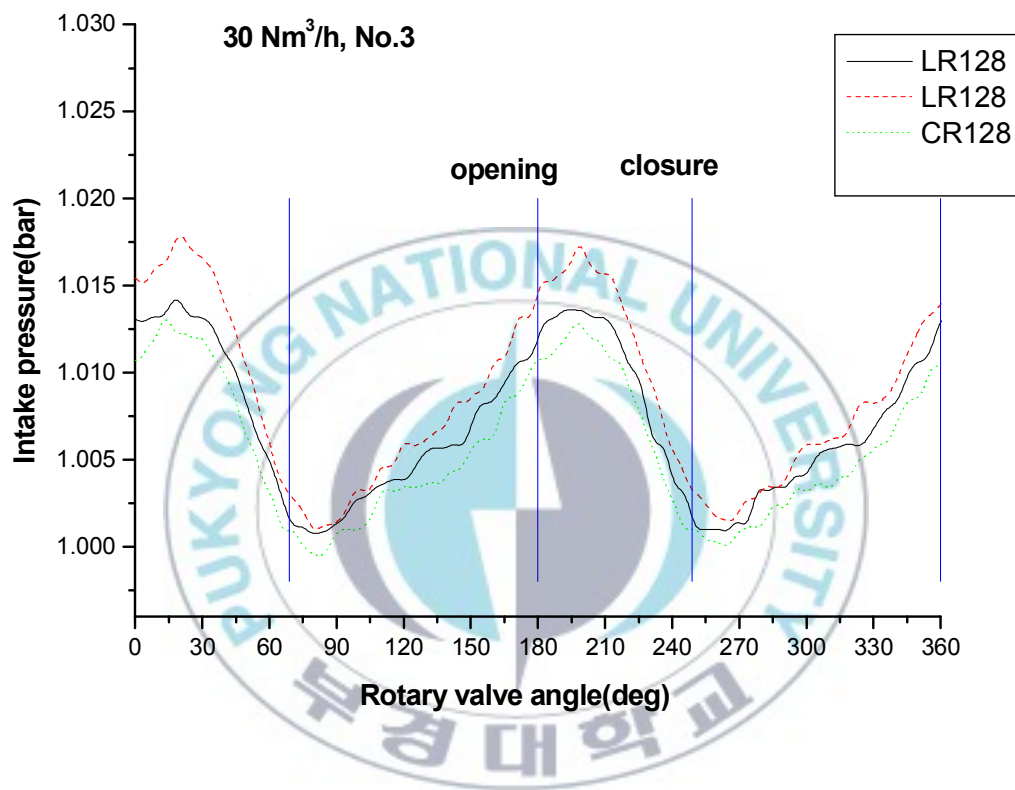 30 Nm³/h, No.3
LR128
LR128
CR128
opening
closure
Intake pressure(bar)
1.030
1.025
1.020
1.015
1.010
1.005
1.000
0 30 60 90 120 150 180 210 240 270 300 330 360
Rotary valve angle(deg)
PUKYONG NATIONAL UNIVERSITY
부경대학교